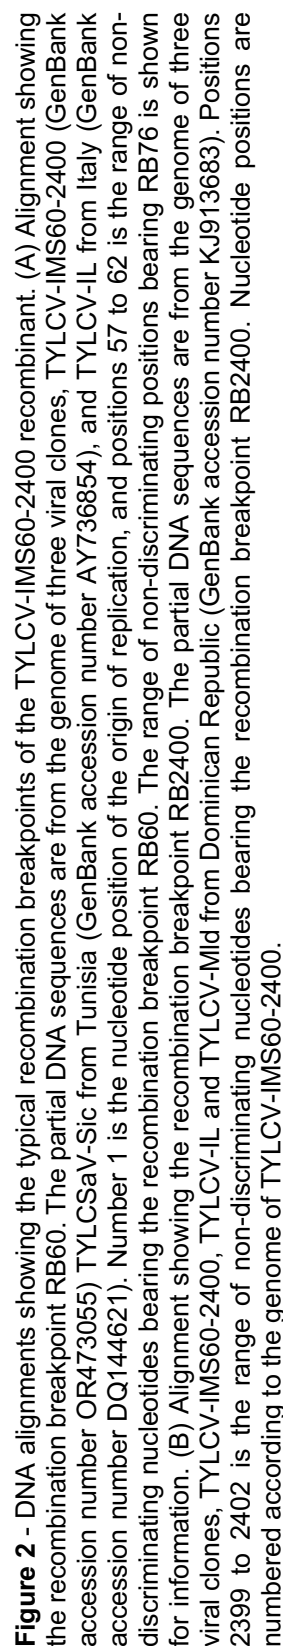 Figure 2 - DNA alignments showing the typical recombination breakpoints of the TYLCV-IMS60-2400 recombinant. (A) Alignment showing
the recombination breakpoint RB60. The partial DNA sequences are from the genome of three viral clones, TYLCV-IMS60-2400 (GenBank
accession number OR473055) TYLCSaV-Sic from Tunisia (GenBank accession number AY736854), and TYLCV-IL from Italy (GenBank
accession number DQ144621). Number 1 is the nucleotide position of the origin of replication, and positions 57 to 62 is the range of non-
discriminating nucleotides bearing the recombination breakpoint RB60. The range of non-discriminating positions bearing RB76 is shown
for information. (B) Alignment showing the recombination breakpoint RB2400. The partial DNA sequences are from the genome of three
viral clones, TYLCV-IMS60-2400, TYLCV-IL and TYLCV-Mld from Dominican Republic (GenBank accession number KJ913683). Positions
2399 to 2402 is the range of non-discriminating nucleotides bearing the recombination breakpoint RB2400. Nucleotide positions are
numbered according to the genome of TYLCV-IMS60-2400.